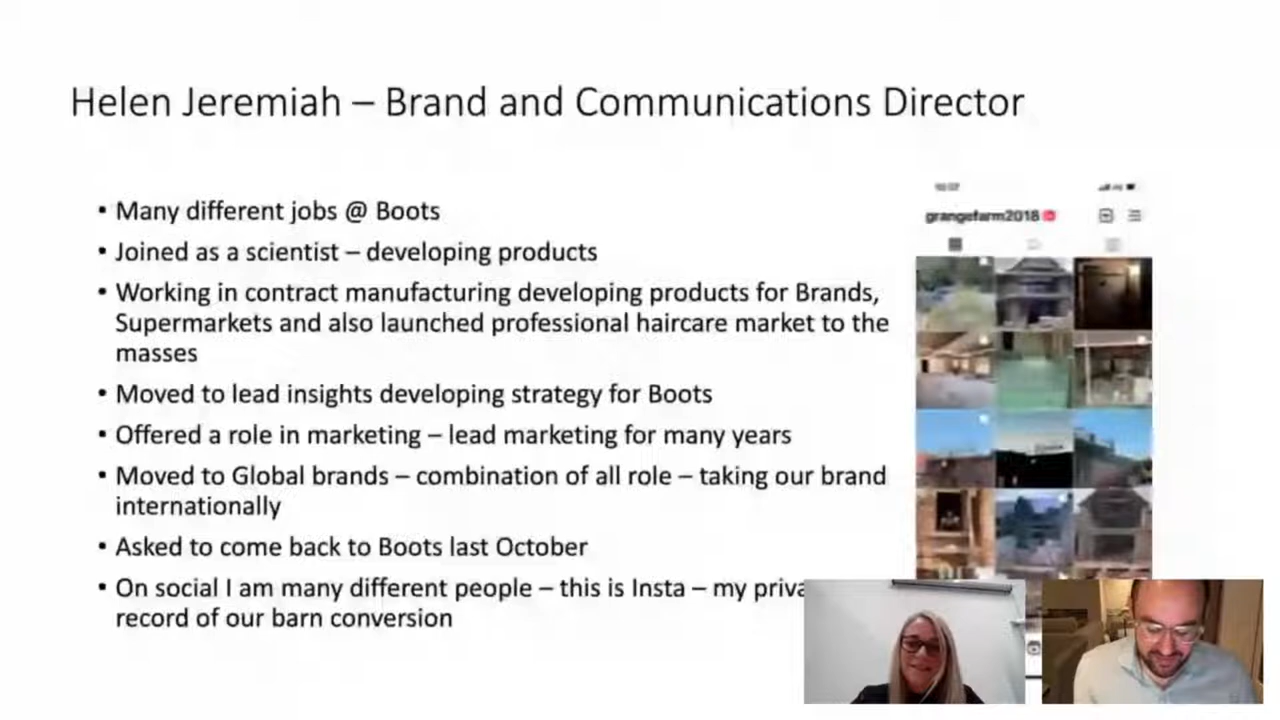 Helen Jeremiah – Brand and Communications Director
• Many different jobs @ Boots
• Joined as a scientist – developing products
• Working in contract manufacturing developing products for Brands,
Supermarkets and also launched professional haircare market to the
masses
• Moved to lead insights developing strategy for Boots
• Offered a role in marketing – lead marketing for many years
• Moved to Global brands – combination of all role – taking our brand
internationally
• Asked to come back to Boots last October
• On social I am many different people – this is Insta – my priva
record of our barn conversion
grangefarm2018